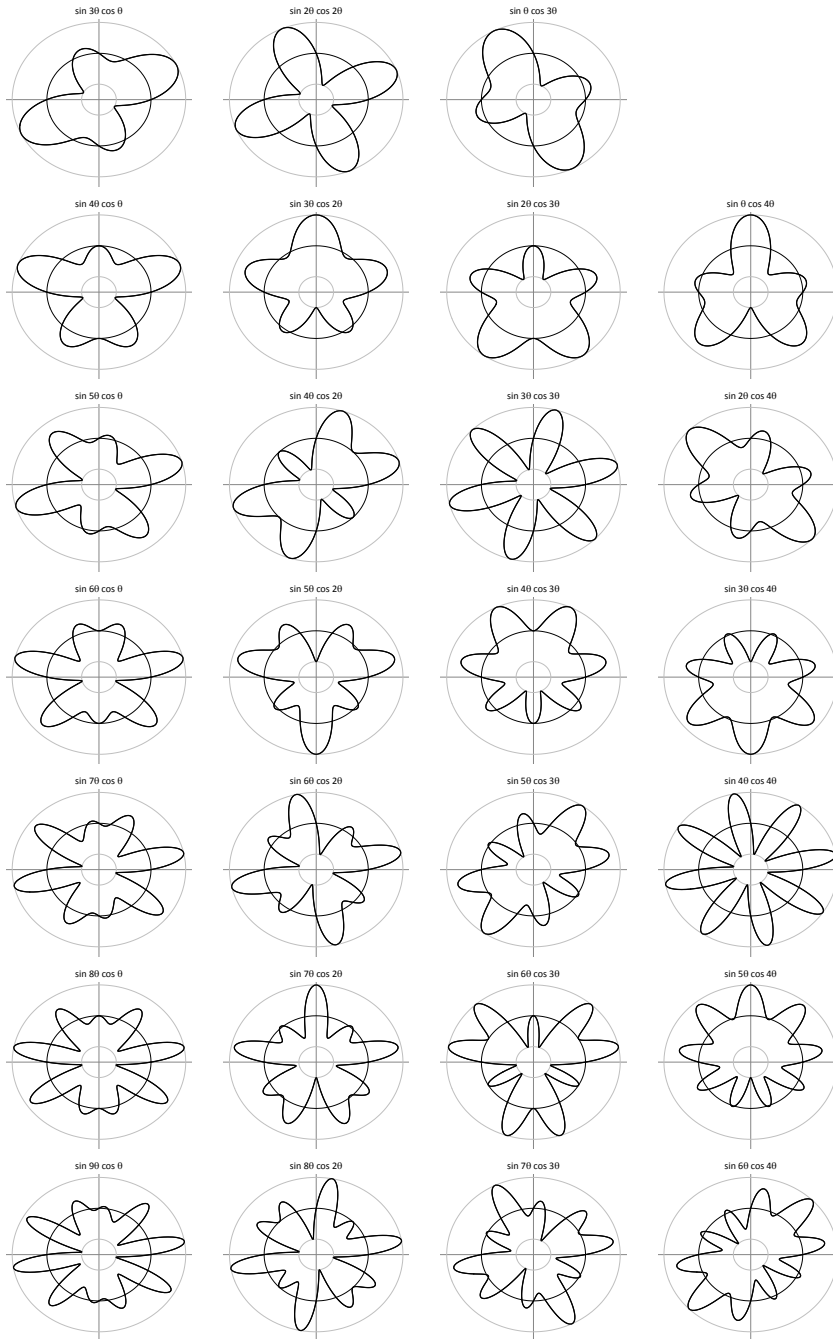 sin 3θ cos θ
sin 2θ cos 2θ
sin θ cos 3θ
sin 4θ cos θ
sin 3θ cos 2θ
sin 2θ cos 3θ
sin θ cos 4θ
sin 5θ cos θ
sin 4θ cos 2θ
sin 3θ cos 3θ
sin 2θ cos 4θ
sin 6θ cos θ
sin 5θ cos 2θ
sin 4θ cos 3θ
sin 3θ cos 4θ
sin 7θ cos θ
sin 6θ cos 2θ
sin 5θ cos 3θ
sin 4θ cos 4θ
sin 8θ cos θ
sin 7θ cos 2θ
sin 6θ cos 3θ
sin 5θ cos 4θ
sin 9θ cos θ
sin 8θ cos 2θ
sin 7θ cos 3θ
sin 6θ cos 4θ